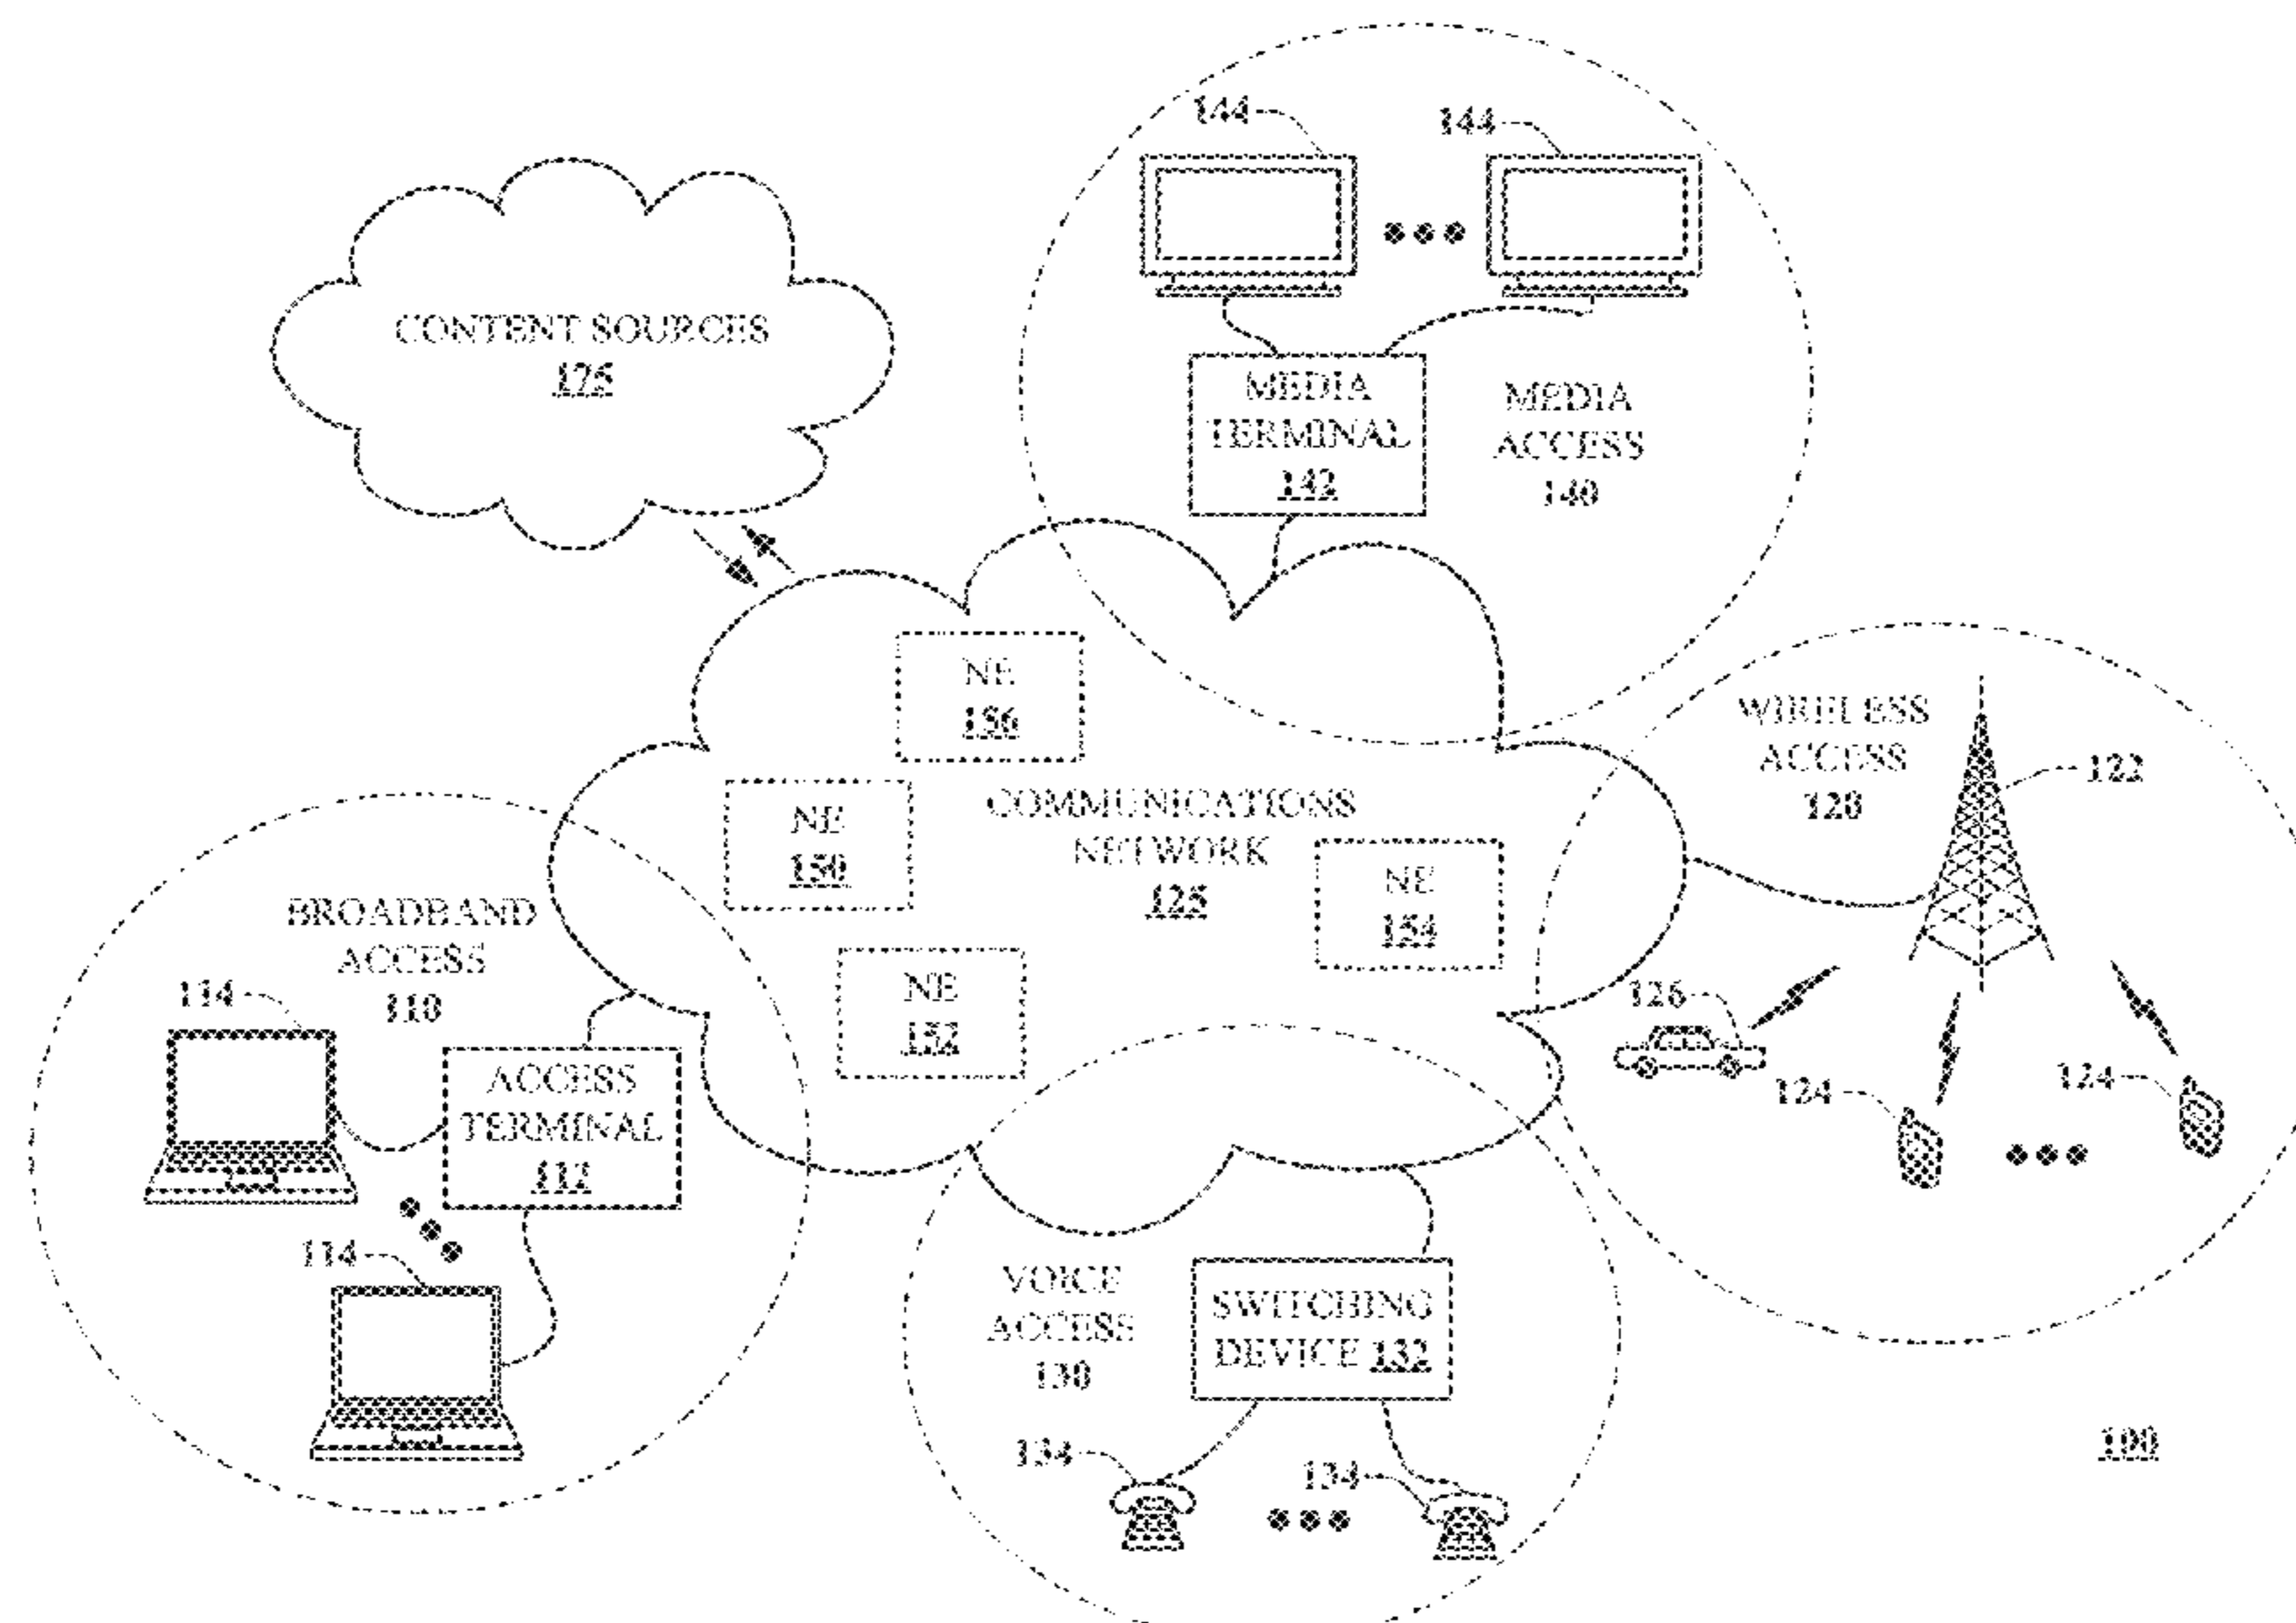 144
144
CONTENT SOURCES
175
MEDIA
TERMINAL
142
MEDIA
ACCESS
140
NE
156
WIRELESS
ACCESS
120
122
NE
150
COMMUNICATIONS
NETWORK
125
NE
154
BROADBAND
ACCESS
110
114
NE
152
126
124
124
ACCESS
TERMINAL
112
114
VOICE
ACCESS
130
SWITCHING
DEVICE 132
134
134
100